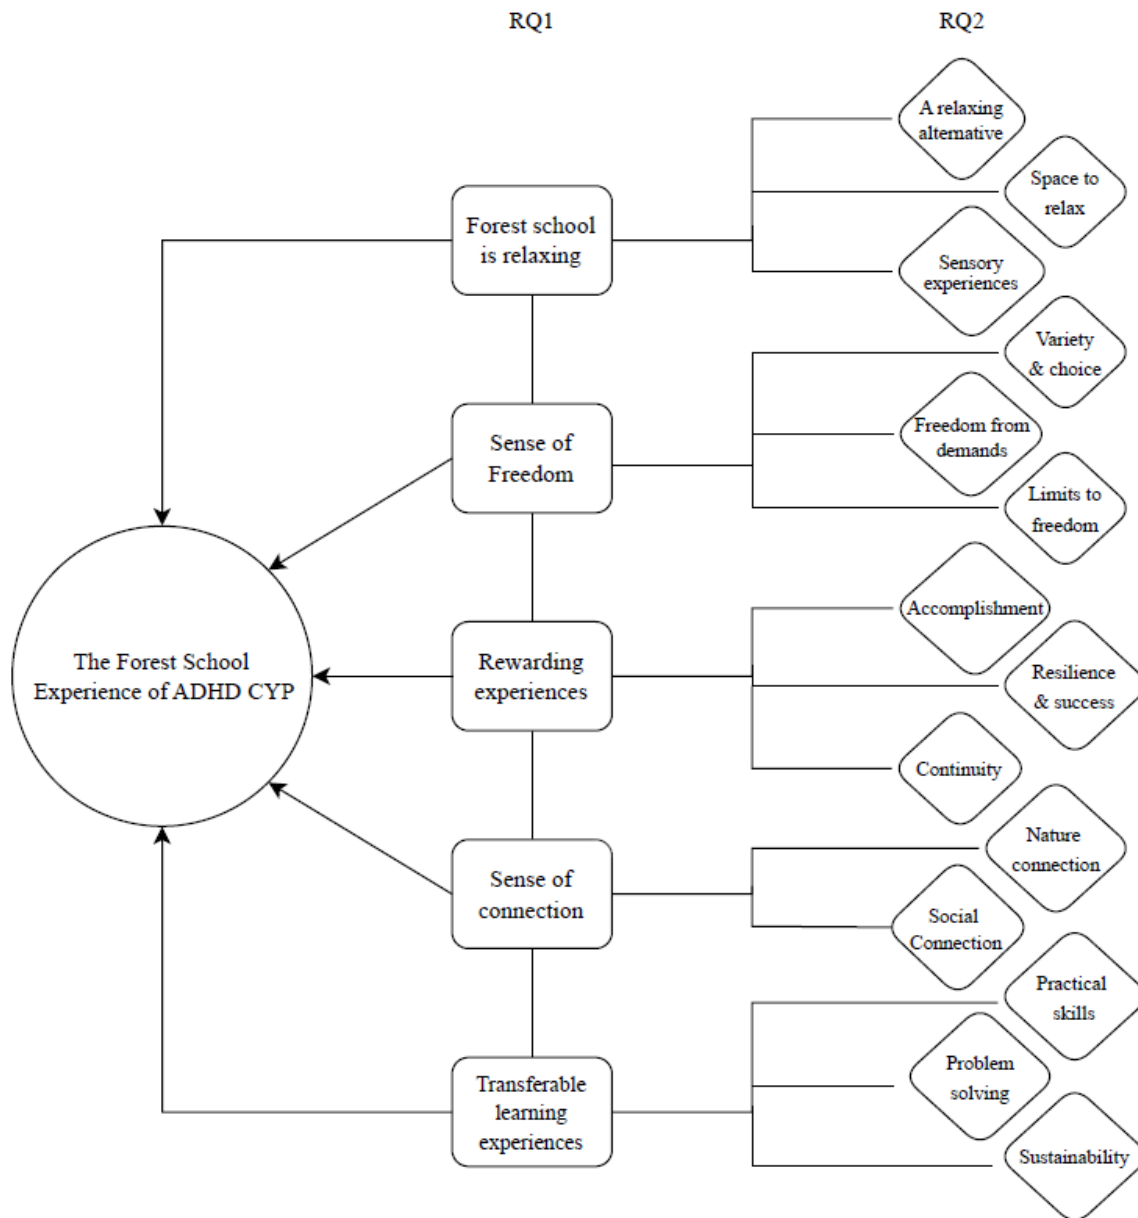 RQ1
RQ2
A relaxing
alternative
Space to
relax
Forest school
is relaxing
Sensory
experiences
Variety
& choice
Sense of
Freedom
Freedom from
demands
Limits to
freedom
Accomplishment
The Forest School
Experience of ADHD CYP
Rewarding
experiences
Resilience
& success
Continuity
Nature
connection
Sense of
connection
Social
Connection
Practical
skills
Problem
solving
Transferable
learning
experiences
Sustainability